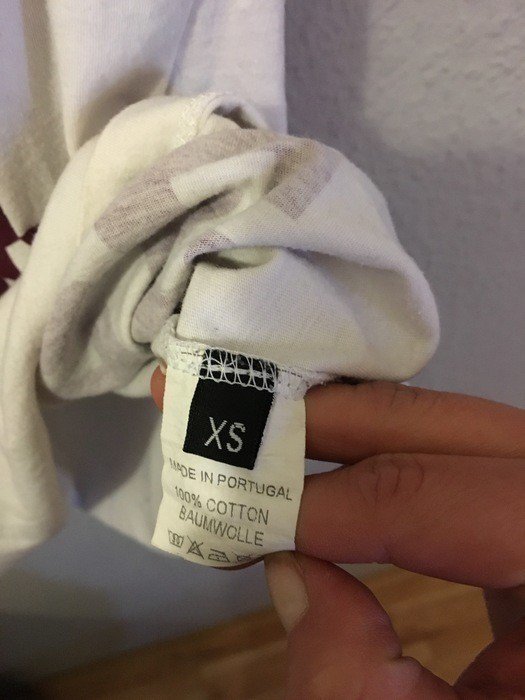 XS
MADE IN PORTUGAL
100% COTTON
BAUMWOLLE